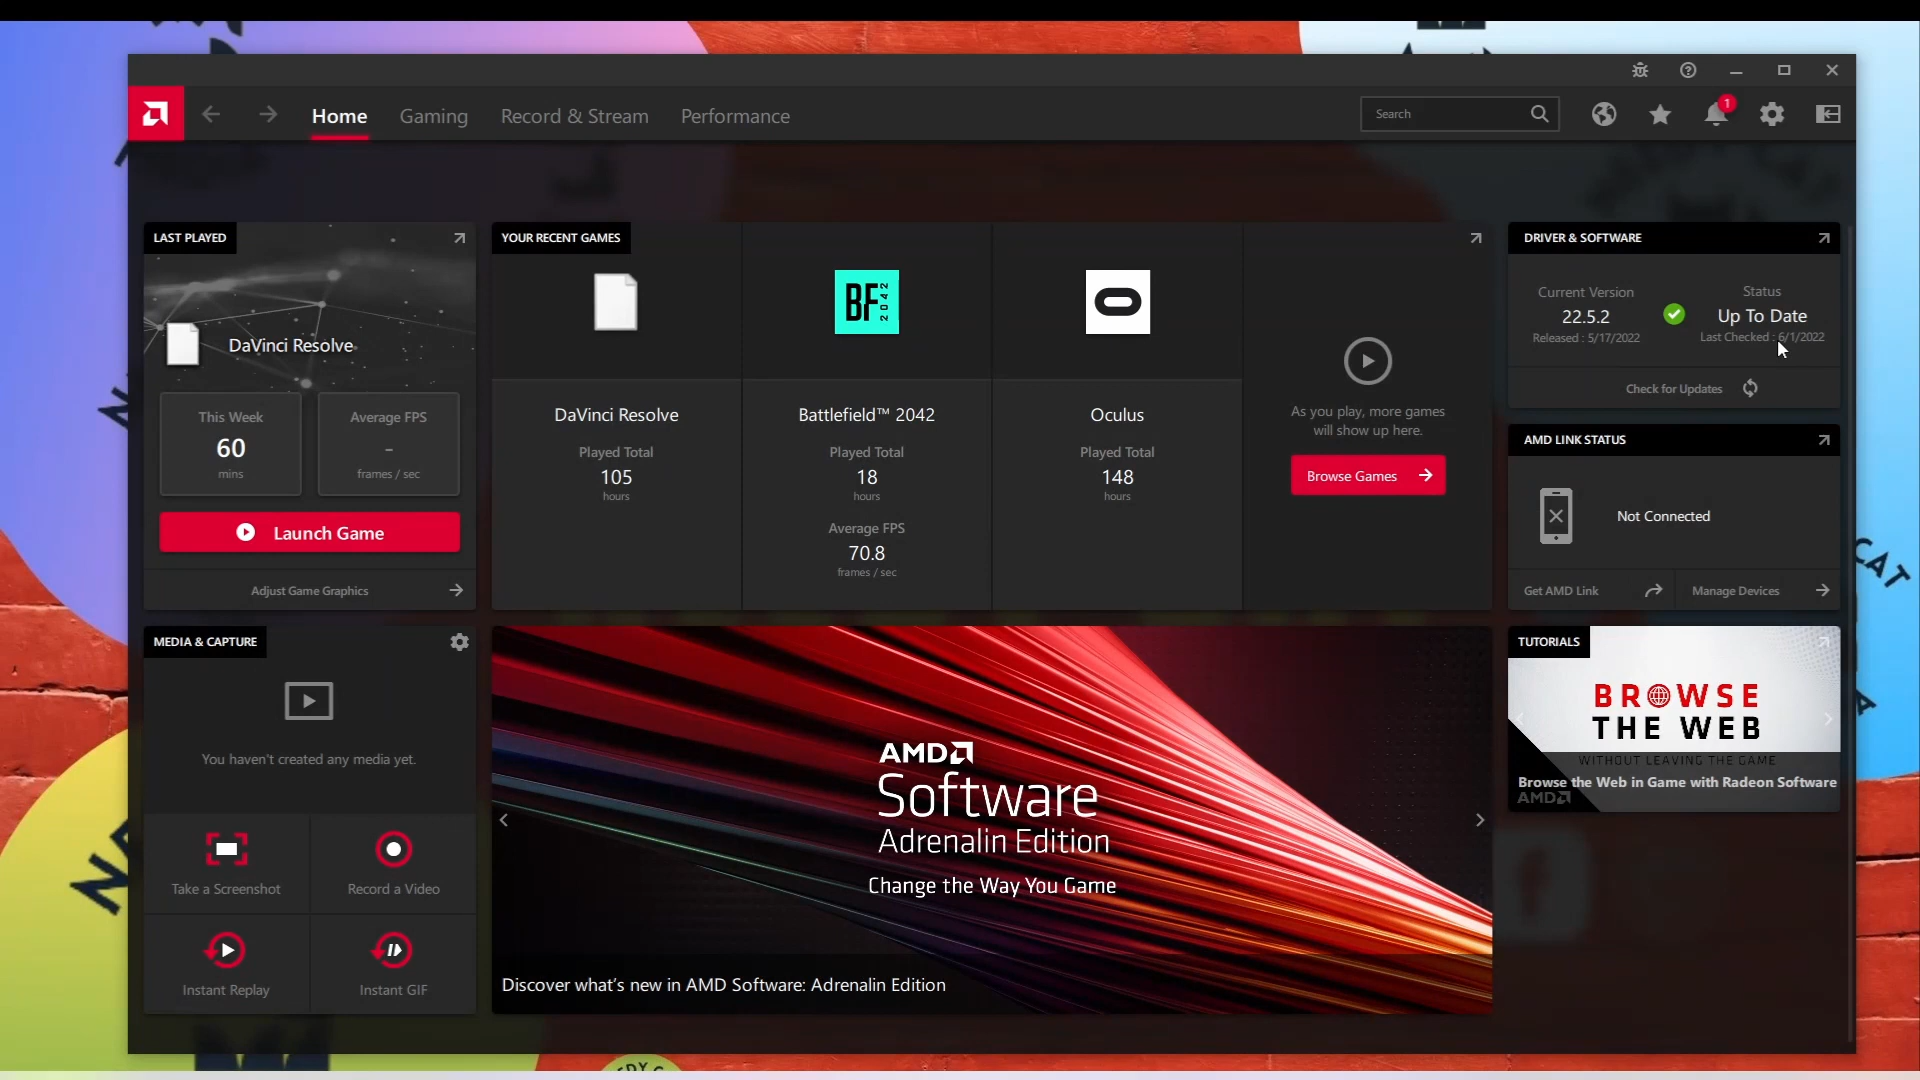 Home
Gaming
Record & Stream
Performance
Search
1
LAST PLAYED
DaVinci Resolve
This Week
60
mins
Average FPS
-
frames / sec
Launch Game
Adjust Game Graphics
YOUR RECENT GAMES
BF 2042
DaVinci Resolve
Played Total
105
hours
Battlefield™ 2042
Played Total
18
hours
Average FPS
70.8
frames / sec
Oculus
Played Total
148
hours
As you play, more games
will show up here.
Browse Games
DRIVER & SOFTWARE
Current Version
22.5.2
Released : 5/17/2022
Status
Up To Date
Last Checked : 6/1/2022
Check for Updates
AMD LINK STATUS
Not Connected
Get AMD Link
Manage Devices
MEDIA & CAPTURE
You haven't created any media yet.
Take a Screenshot
Record a Video
Instant Replay
Instant GIF
AMD
Software
Adrenalin Edition
Change the Way You Game
Discover what's new in AMD Software: Adrenalin Edition
TUTORIALS
BROWSE
THE WEB
WITHOUT LEAVING THE GAME
Browse the Web in Game with Radeon Software
AMD
CAT